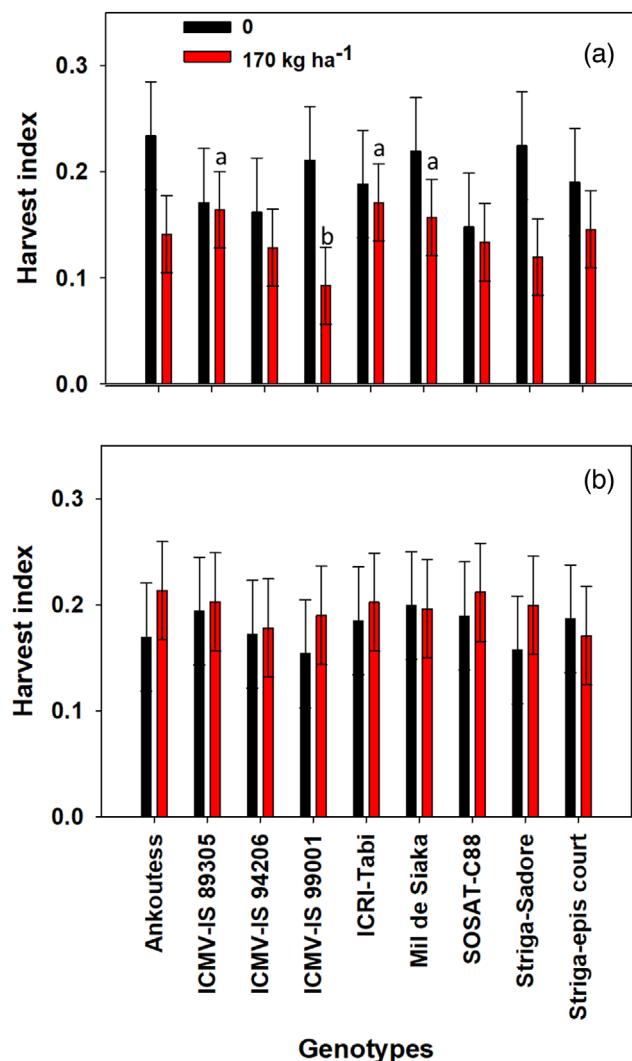 0
170 kg ha-1
(a)
0.3
0.2
0.1
0.0
Harvest index
a
b
a
a
(b)
0.3
0.2
0.1
0.0
Harvest index
Ankoutess
ICMV-IS 89305
ICMV-IS 94206
ICMV-IS 99001
ICRI-Tabi
Mil de Siaka
SOSAT-C88
Striga-Sadore
Striga-epis court
Genotypes